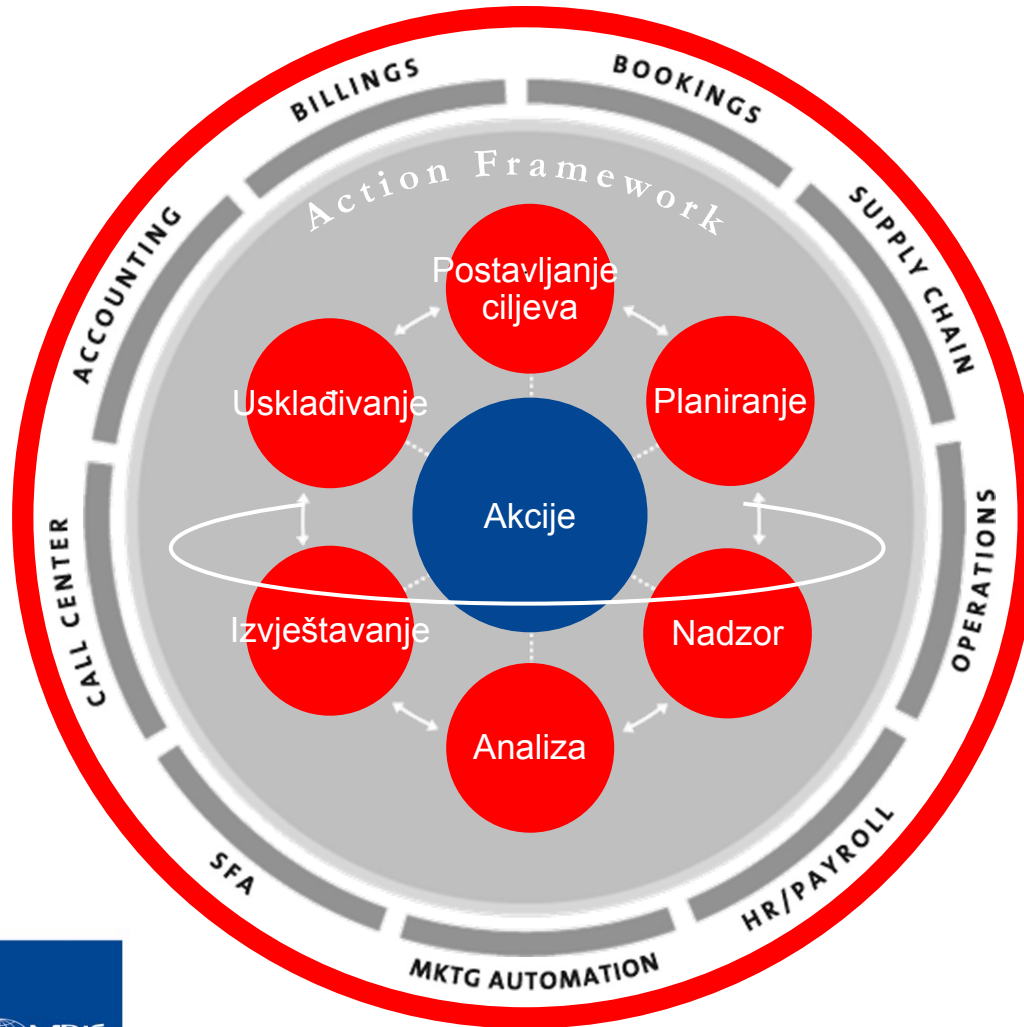 BILLINGS
BOOKINGS
SUPPLY CHAIN
OPERATIONS
HR/PAYROLL
MKTG AUTOMATION
SFA
CALL CENTER
ACCOUNTING
Action Framework
Postavljanje
ciljeva
Usklađivanje
Planiranje
Akcije
Izvještavanje
Nadzor
Analiza